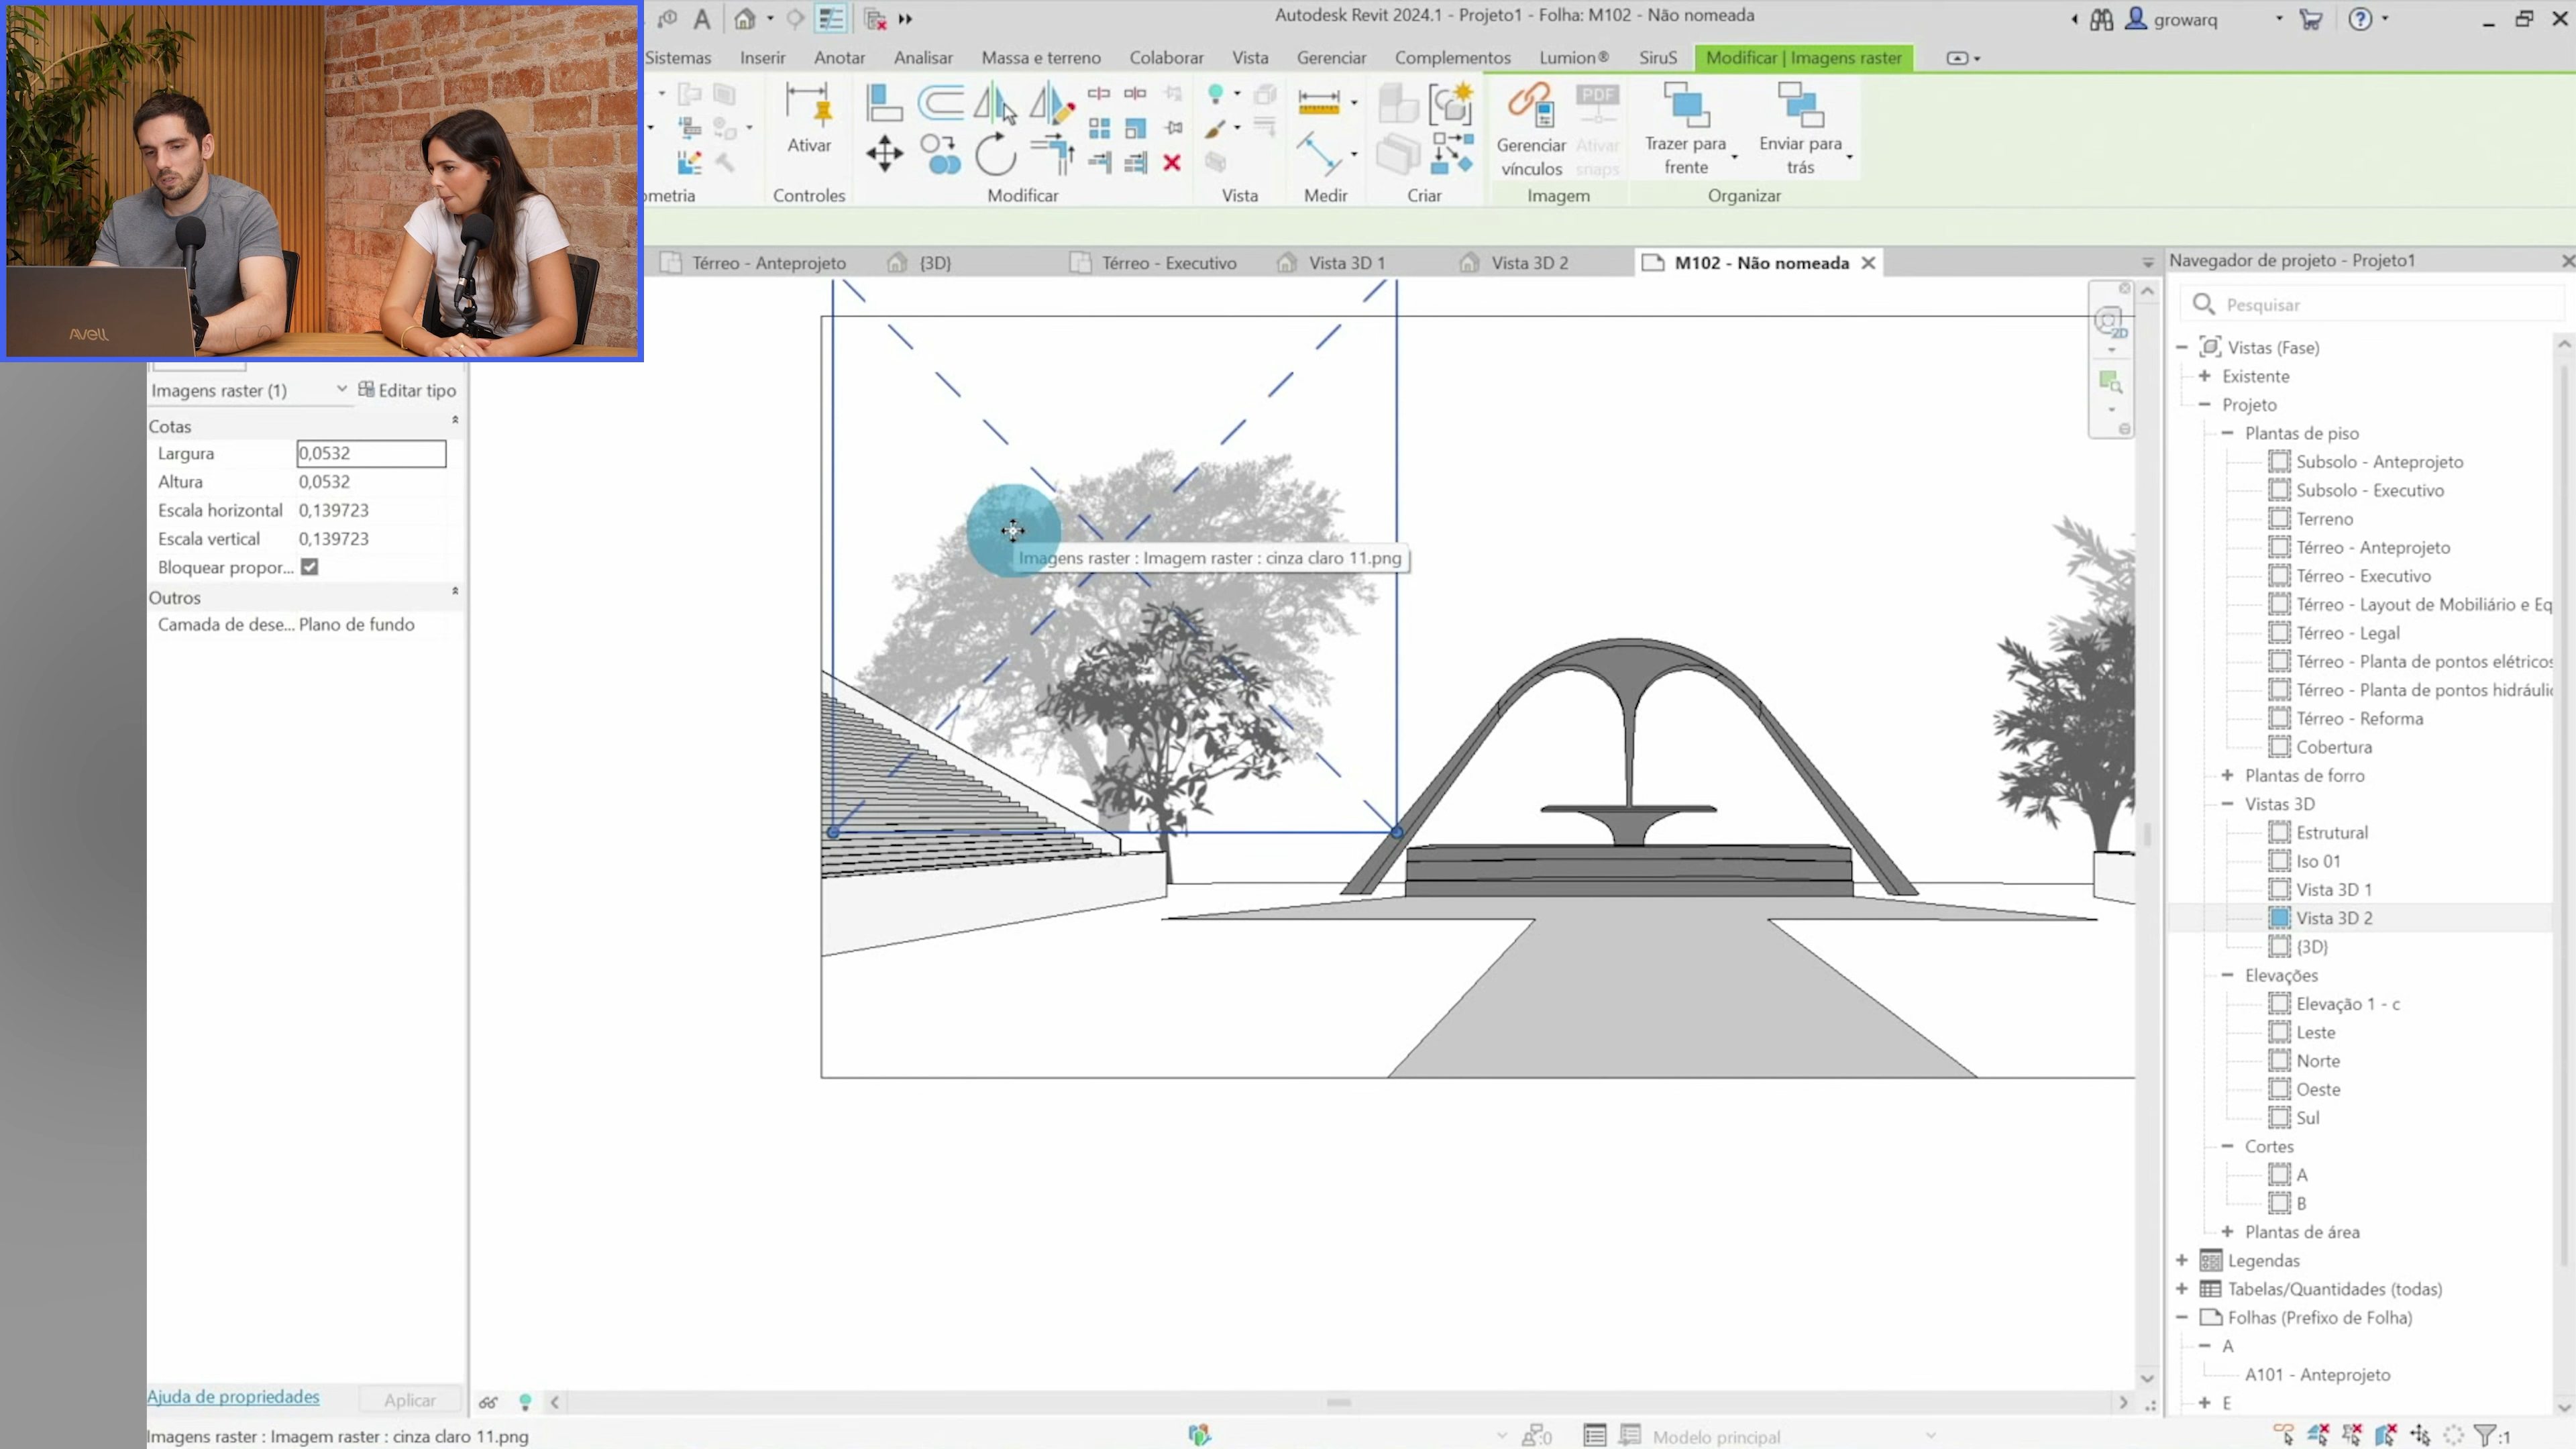 Autodesk Revit 2024.1 - Projeto1 - Folha: M102 - Não nomeada
growarq
Sistemas Inserir Anotar Analisar Massa e terreno Colaborar Vista Gerenciar Complementos Lumion® SiruS Modificar | Imagens raster
Ativar
Gerenciar vínculos
PDF
Ativar snaps
Trazer para frente
Enviar para trás
ometria Controles Modificar Vista Medir Criar Imagem Organizar
Térreo - Anteprojeto {3D} Térreo - Executivo Vista 3D 1 Vista 3D 2 M102 - Não nomeada
Avell
Imagens raster (1) Editar tipo
Cotas
Largura 0,0532
Altura 0,0532
Escala horizontal 0,139723
Escala vertical 0,139723
Bloquear propor...
Outros
Camada de dese... Plano de fundo
Imagens raster : Imagem raster : cinza claro 11.png
2D
Navegador de projeto - Projeto1
Pesquisar
Vistas (Fase)
Existente
Projeto
Plantas de piso
Subsolo - Anteprojeto
Subsolo - Executivo
Terreno
Térreo - Anteprojeto
Térreo - Executivo
Térreo - Layout de Mobiliário e Eq
Térreo - Legal
Térreo - Planta de pontos elétricos
Térreo - Planta de pontos hidráuli
Térreo - Reforma
Cobertura
Plantas de forro
Vistas 3D
Estrutural
Iso 01
Vista 3D 1
Vista 3D 2
{3D}
Elevações
Elevação 1 - c
Leste
Norte
Oeste
Sul
Cortes
A
B
Plantas de área
Legendas
Tabelas/Quantidades (todas)
Folhas (Prefixo de Folha)
A
A101 - Anteprojeto
E
Ajuda de propriedades Aplicar
Imagens raster : Imagem raster : cinza claro 11.png
:0
Modelo principal
:1